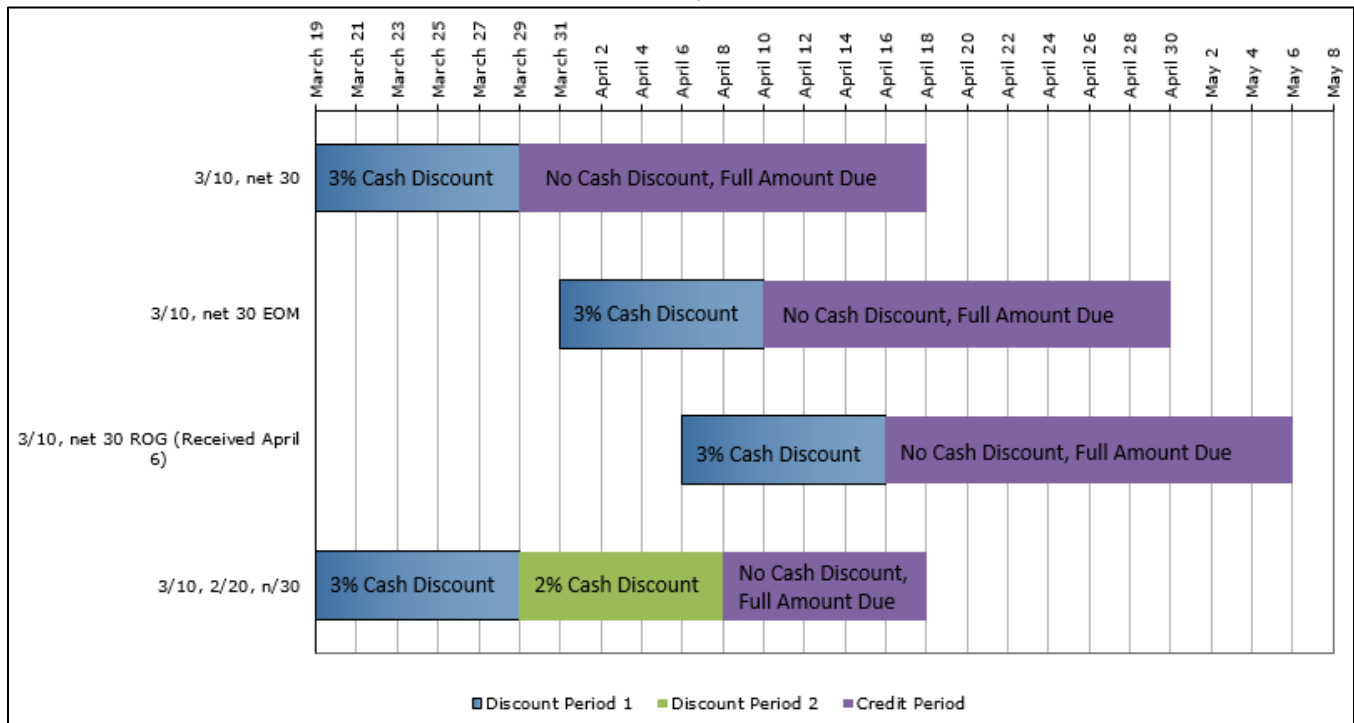 March 19
March 21
March 23
March 25
March 27
March 29
March 31
April 2
April 4
April 6
April 8
April 10
April 12
April 14
April 16
April 18
April 20
April 22
April 24
April 26
April 28
April 30
May 2
May 4
May 6
May 8
3/10, net 30
3% Cash Discount
No Cash Discount, Full Amount Due
3/10, net 30 EOM
3% Cash Discount
No Cash Discount, Full Amount Due
3/10, net 30 ROG (Received April
6)
3% Cash Discount
No Cash Discount, Full Amount Due
3/10, 2/20, n/30
3% Cash Discount
2% Cash Discount
No Cash Discount,
Full Amount Due
Discount Period 1
Discount Period 2
Credit Period